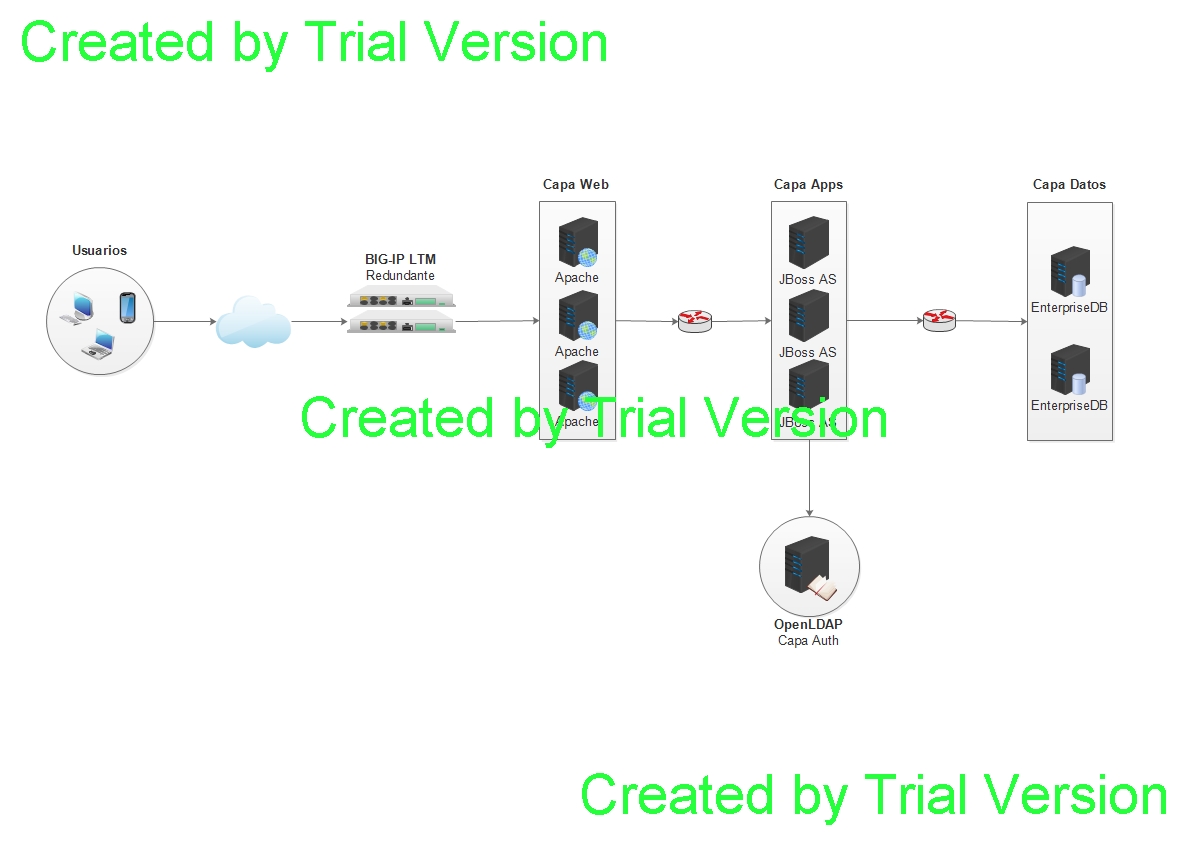 Created by Trial Version
Capa Web
Capa Apps
Capa Datos
Usuarios
BIG-IP LTM
Redundante
Apache
JBoss AS
EnterpriseDB
Apache
JBoss AS
EnterpriseDB
Created by Trial Version
Apache
JBoss AS
OpenLDAP
Capa Auth
Created by Trial Version